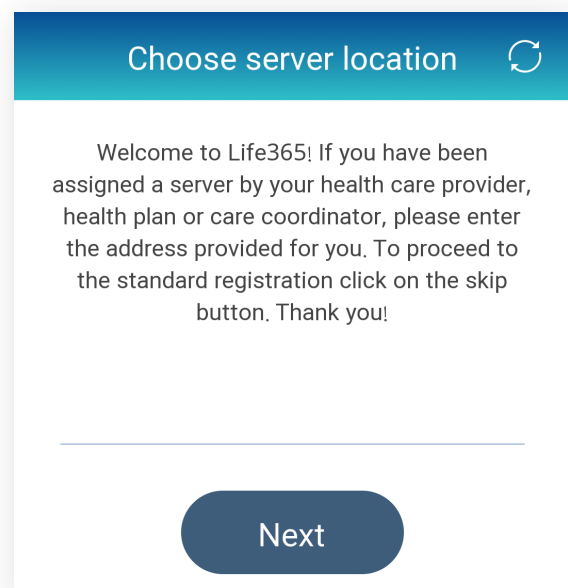 Choose server location
Welcome to Life365! If you have been
assigned a server by your health care provider,
health plan or care coordinator, please enter
the address provided for you. To proceed to
the standard registration click on the skip
button. Thank you!
Next